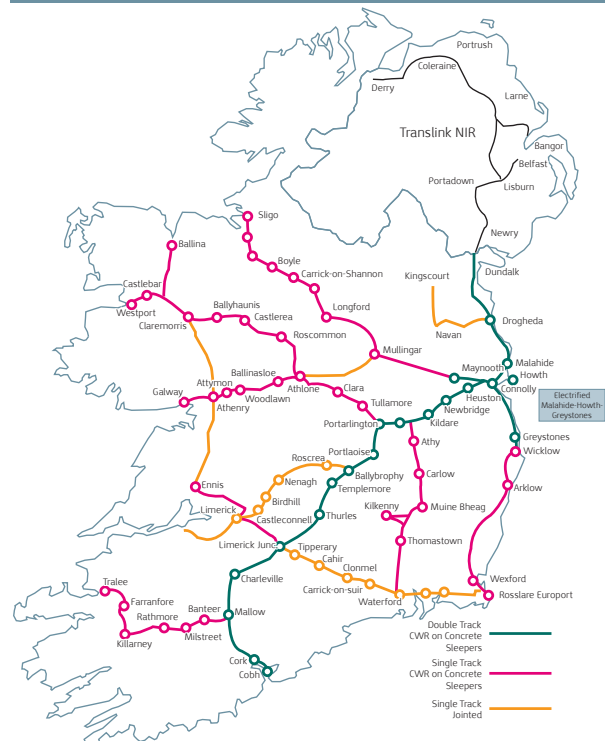 Portrush
Coleraine
Derry
Larne
Translink NIR
Bangor
Belfast
Portadown
Lisburn
Newry
Sligo
Ballina
Boyle
Dundalk
Carrick-on-Shannon
Kingscourt
Castlebar
Westport
Ballyhaunis
Longford
Claremorris
Castlerea
Drogheda
Navan
Roscommon
Mullingar
Malahide
Maynooth
Howth
Connolly
Ballinasloe
Attymon
Athlone
Clara
Heuston
Galway
Woodlawn
Athenry
Tullamore
Newbridge
Kildare
Portarlington
Electrified
Malahide-Howth-
Greystones
Greystones
Wicklow
Athy
Portlaoise
Roscrea
Ballybrophy
Nenagh
Templemore
Carlow
Ennis
Birdhill
Arklow
Limerick
Castleconnell
Thurles
Kilkenny
Muine Bheag
Limerick Junc
Tipperary
Thomastown
Cahir
Clonmel
Charleville
Carrick-on-suir
Waterford
Wexford
Rosslare Europort
Tralee
Farranfore
Banteer
Rathmore
Mallow
Killarney
Milstreet
Cork
Cobh
Double Track
CWR on Concrete
Sleepers
Single Track
CWR on Concrete
Sleepers
Single Track
Jointed